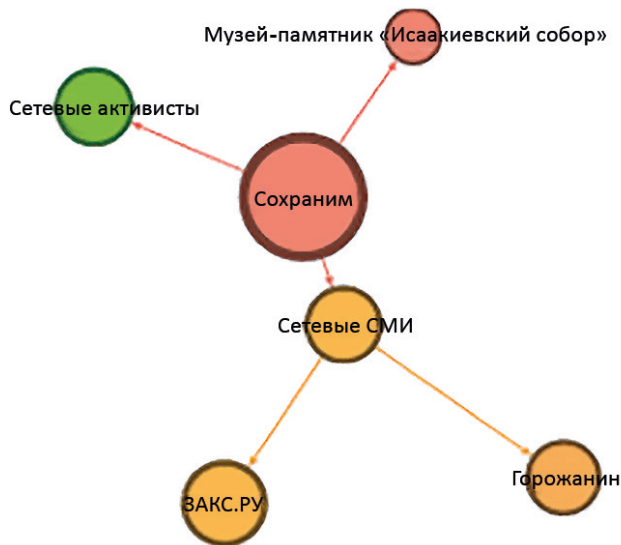 Музей-памятник «Исаакиевский собор»
Сетевые активисты
Сохраним
Сетевые СМИ
Горожанин
ЗАКС.РУ